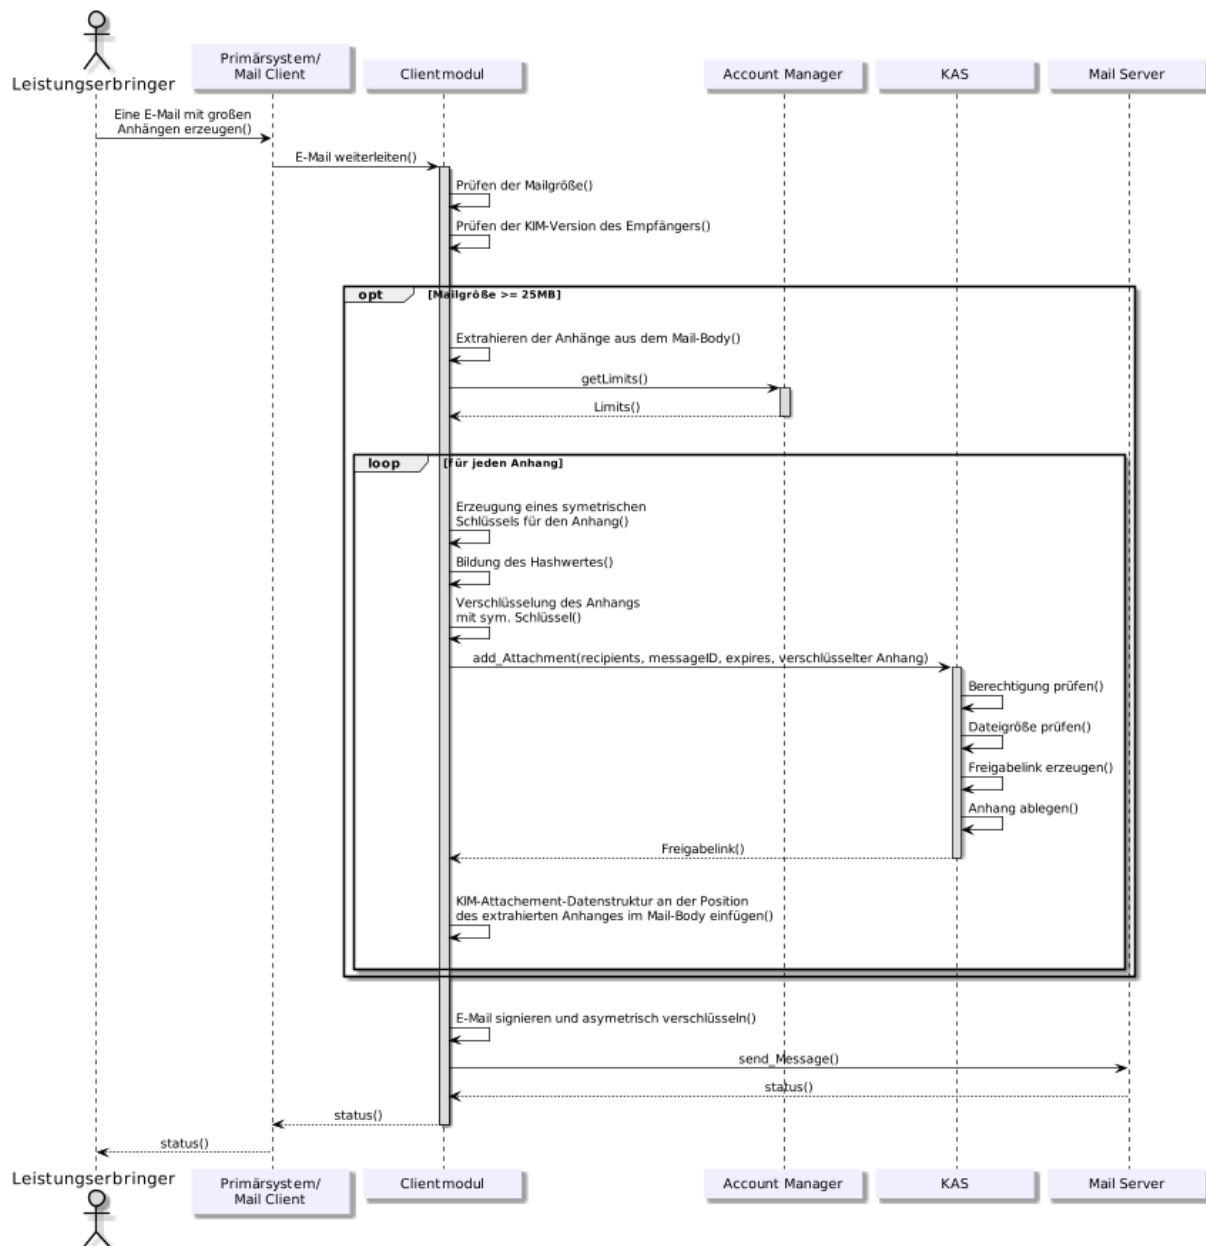 Leistungserbringer
Primärsystem/
Mail Client
Clientmodul
Account Manager
KAS
Mail Server
Eine E-Mail mit großen
Anhängen erzeugen()
E-Mail weiterleiten()
Prüfen der Mailgröße()
Prüfen der KIM-Version des Empfängers()
opt
[Mailgröße >= 25MB]
Extrahieren der Anhänge aus dem Mail-Body()
getLimits()
Limits()
loop
[für jeden Anhang]
Erzeugung eines symetrischen
Schlüssels für den Anhang()
Bildung des Hashwertes()
Verschlüsselung des Anhangs
mit sym. Schlüssel()
add_Attachment(recipients, messageID, expires, verschlüsselter Anhang)
Berechtigung prüfen()
Dateigröße prüfen()
Freigabelink erzeugen()
Anhang ablegen()
Freigabelink()
KIM-Attachement-Datenstruktur an der Position
des extrahierten Anhanges im Mail-Body einfügen()
E-Mail signieren und asymetrisch verschlüsseln()
send_Message()
status()
status()
status()
Leistungserbringer
Primärsystem/
Mail Client
Clientmodul
Account Manager
KAS
Mail Server